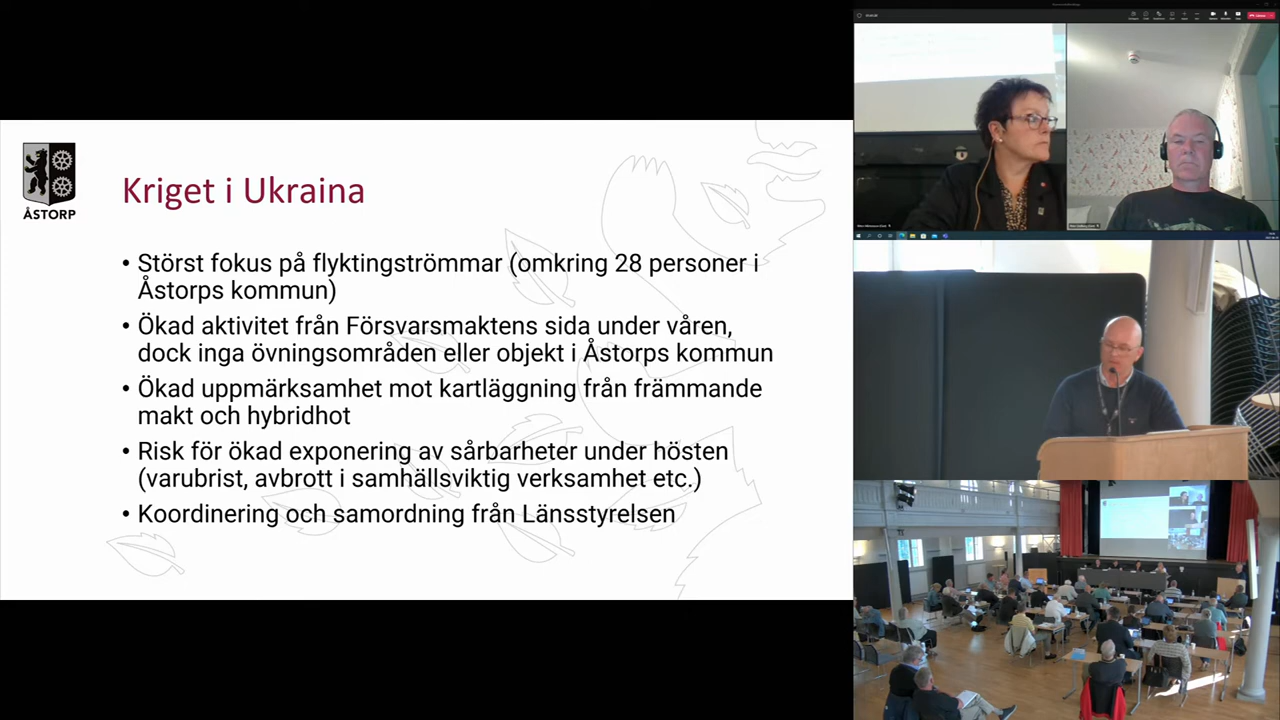 ÅSTORP
Kriget i Ukraina
• Störst fokus på flyktingströmmar (omkring 28 personer i
Åstorps kommun)
• Ökad aktivitet från Försvarsmaktens sida under våren,
dock inga övningsområden eller objekt i Åstorps kommun
• Ökad uppmärksamhet mot kartläggning från främmande
makt och hybridhot
• Risk för ökad exponering av sårbarheter under hösten
(varubrist, avbrott i samhällsviktig verksamhet etc.)
• Koordinering och samordning från Länsstyrelsen